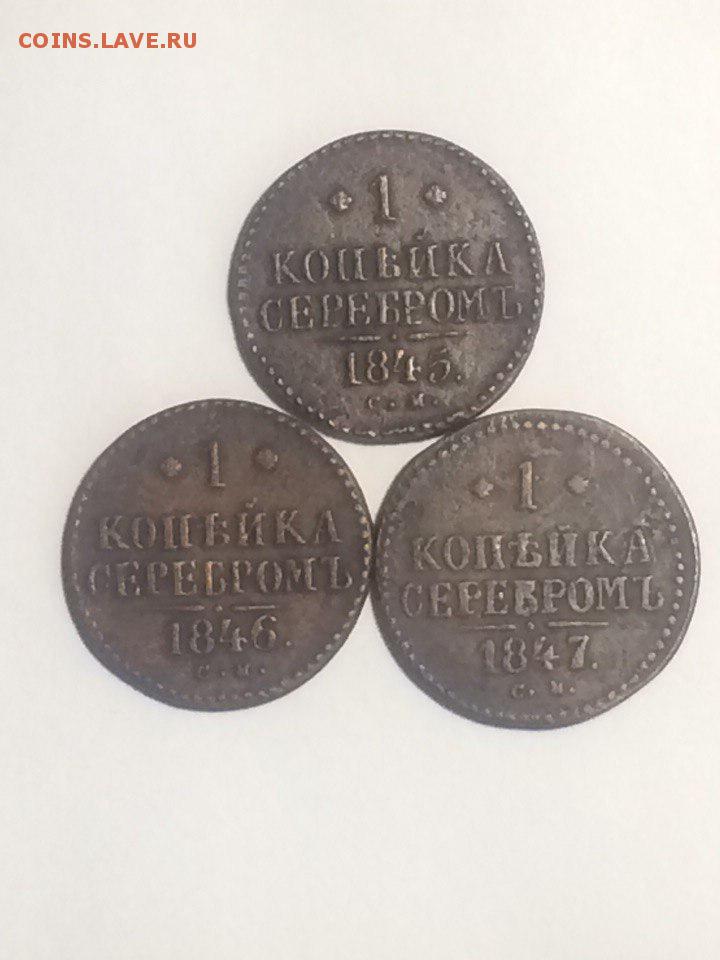 COINS.LAVE.RU
1
КОПѢЙКА
СЕРЕБРОМЪ
1845.
С. М.
1
КОПѢЙКА
СЕРЕБРОМЪ
1846.
С. М.
1
КОПѢЙКА
СЕРЕБРОМЪ
1847.
С. М.